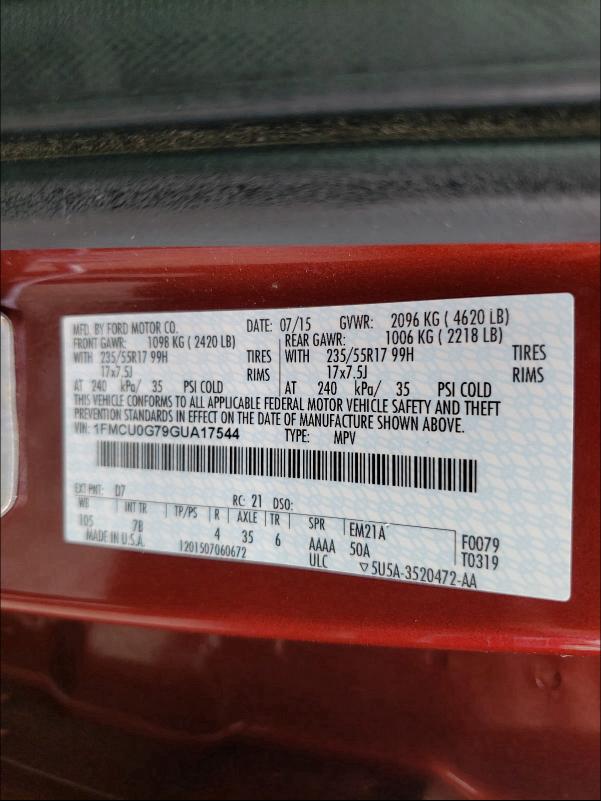 MFD. BY FORD MOTOR CO. DATE: 07/15 GVWR: 2096 KG ( 4620 LB)
FRONT GAWR: 1098 KG ( 2420 LB) REAR GAWR: 1006 KG ( 2218 LB)
WITH 235/55R17 99H TIRES WITH 235/55R17 99H TIRES
17x7.5J RIMS 17x7.5J RIMS
AT 240 kPa/ 35 PSI COLD AT 240 kPa/ 35 PSI COLD
THIS VEHICLE CONFORMS TO ALL APPLICABLE FEDERAL MOTOR VEHICLE SAFETY AND THEFT
PREVENTION STANDARDS IN EFFECT ON THE DATE OF MANUFACTURE SHOWN ABOVE.
VIN: 1FMCU0G79GUA17544 TYPE: MPV
EXT PNT: D7 RC: 21 DSO:
WB INT TR TP/PS R AXLE TR SPR EM21A F0079
105 7B 4 35 6 AAAA 50A T0319
MADE IN U.S.A. 1201507060672 ULC ▽5U5A-3520472-AA